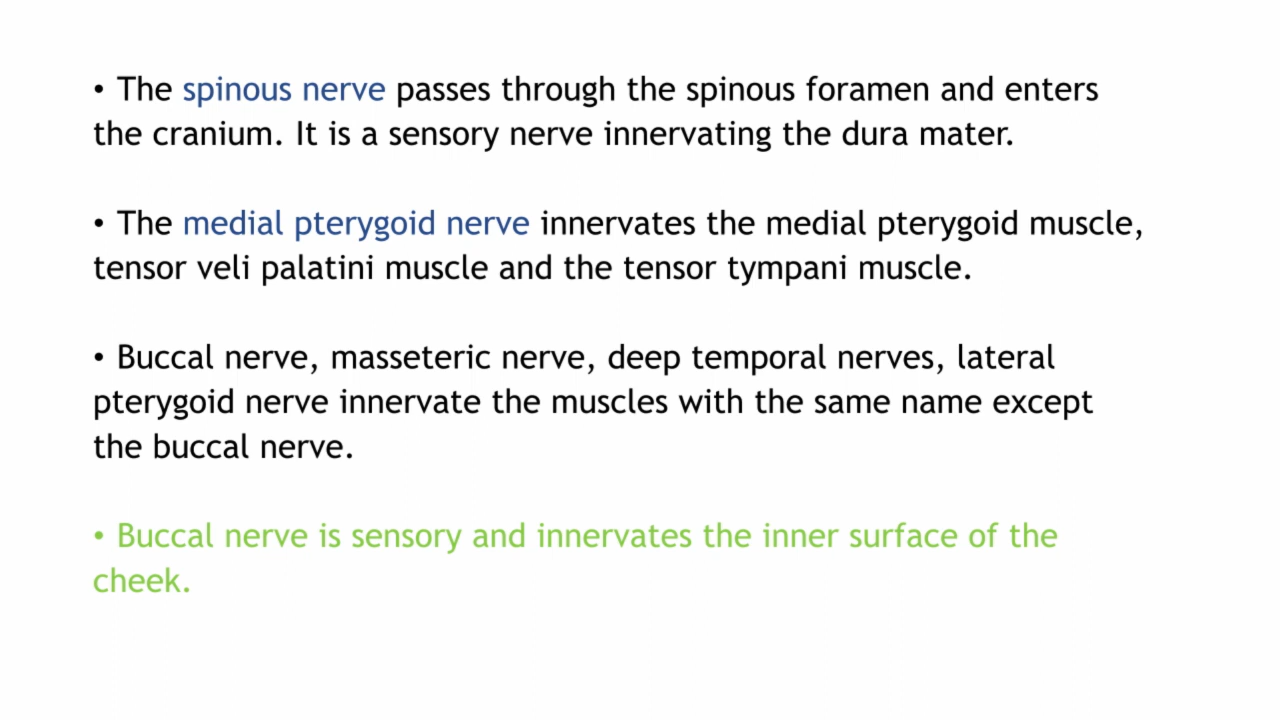 • The spinous nerve passes through the spinous foramen and enters
the cranium. It is a sensory nerve innervating the dura mater.
• The medial pterygoid nerve innervates the medial pterygoid muscle,
tensor veli palatini muscle and the tensor tympani muscle.
• Buccal nerve, masseteric nerve, deep temporal nerves, lateral
pterygoid nerve innervate the muscles with the same name except
the buccal nerve.
• Buccal nerve is sensory and innervates the inner surface of the
cheek.